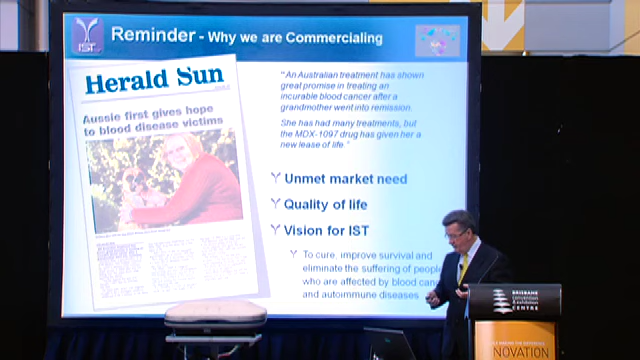 IST
Reminder - Why we are Commercialing
Herald Sun
Aussie first gives hope
to blood disease victims
"An Australian treatment has shown
great promise in treating an
incurable blood cancer after a
grandmother went into remission.
She has had many treatments, but
the MDX-1097 drug has given her a
new lease of life."
Unmet market need
Quality of life
Vision for IST
To cure, improve survival and
eliminate the suffering of people
who are affected by blood canc
and autoimmune diseases
BRISBANE
convention
& exhibition
CENTRE
NOVATION